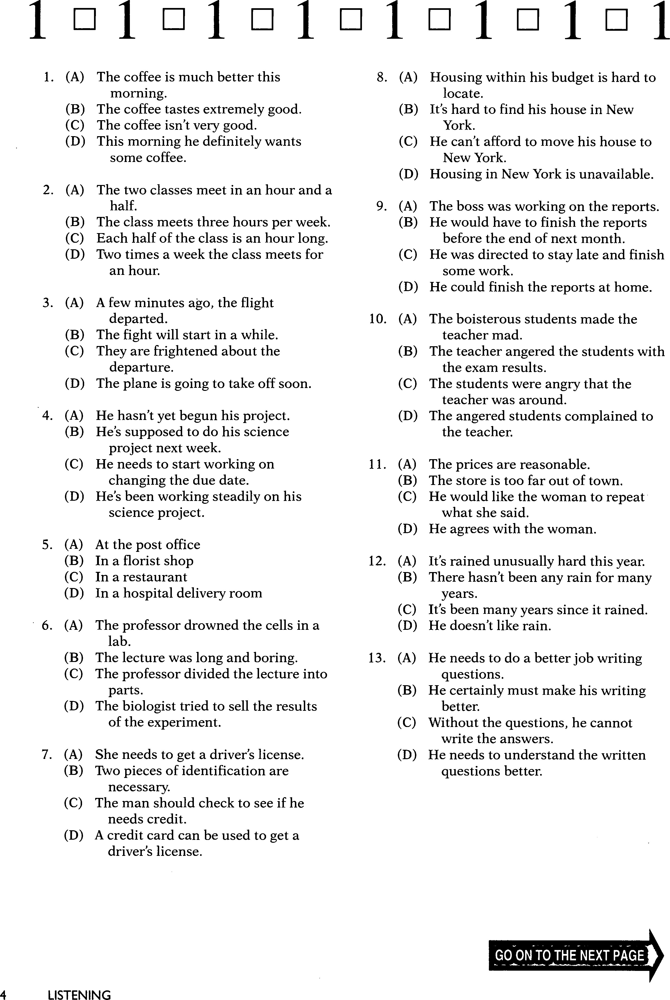 1 □ 1 □ 1 □ 1 □ 1 □ 1 □ 1 □ 1
1. (A) The coffee is much better this
morning.
(B) The coffee tastes extremely good.
(C) The coffee isn't very good.
(D) This morning he definitely wants
some coffee.
2. (A) The two classes meet in an hour and a
half.
(B) The class meets three hours per week.
(C) Each half of the class is an hour long.
(D) Two times a week the class meets for
an hour.
3. (A) A few minutes ago, the flight
departed.
(B) The fight will start in a while.
(C) They are frightened about the
departure.
(D) The plane is going to take off soon.
4. (A) He hasn't yet begun his project.
(B) He's supposed to do his science
project next week.
(C) He needs to start working on
changing the due date.
(D) He's been working steadily on his
science project.
5. (A) At the post office
(B) In a florist shop
(C) In a restaurant
(D) In a hospital delivery room
6. (A) The professor drowned the cells in a
lab.
(B) The lecture was long and boring.
(C) The professor divided the lecture into
parts.
(D) The biologist tried to sell the results
of the experiment.
7. (A) She needs to get a driver's license.
(B) Two pieces of identification are
necessary.
(C) The man should check to see if he
needs credit.
(D) A credit card can be used to get a
driver's license.
8. (A) Housing within his budget is hard to
locate.
(B) It's hard to find his house in New
York.
(C) He can't afford to move his house to
New York.
(D) Housing in New York is unavailable.
9. (A) The boss was working on the reports.
(B) He would have to finish the reports
before the end of next month.
(C) He was directed to stay late and finish
some work.
(D) He could finish the reports at home.
10. (A) The boisterous students made the
teacher mad.
(B) The teacher angered the students with
the exam results.
(C) The students were angry that the
teacher was around.
(D) The angered students complained to
the teacher.
11. (A) The prices are reasonable.
(B) The store is too far out of town.
(C) He would like the woman to repeat
what she said.
(D) He agrees with the woman.
12. (A) It's rained unusually hard this year.
(B) There hasn't been any rain for many
years.
(C) It's been many years since it rained.
(D) He doesn't like rain.
13. (A) He needs to do a better job writing
questions.
(B) He certainly must make his writing
better.
(C) Without the questions, he cannot
write the answers.
(D) He needs to understand the written
questions better.
GO ON TO THE NEXT PAGE
4 LISTENING